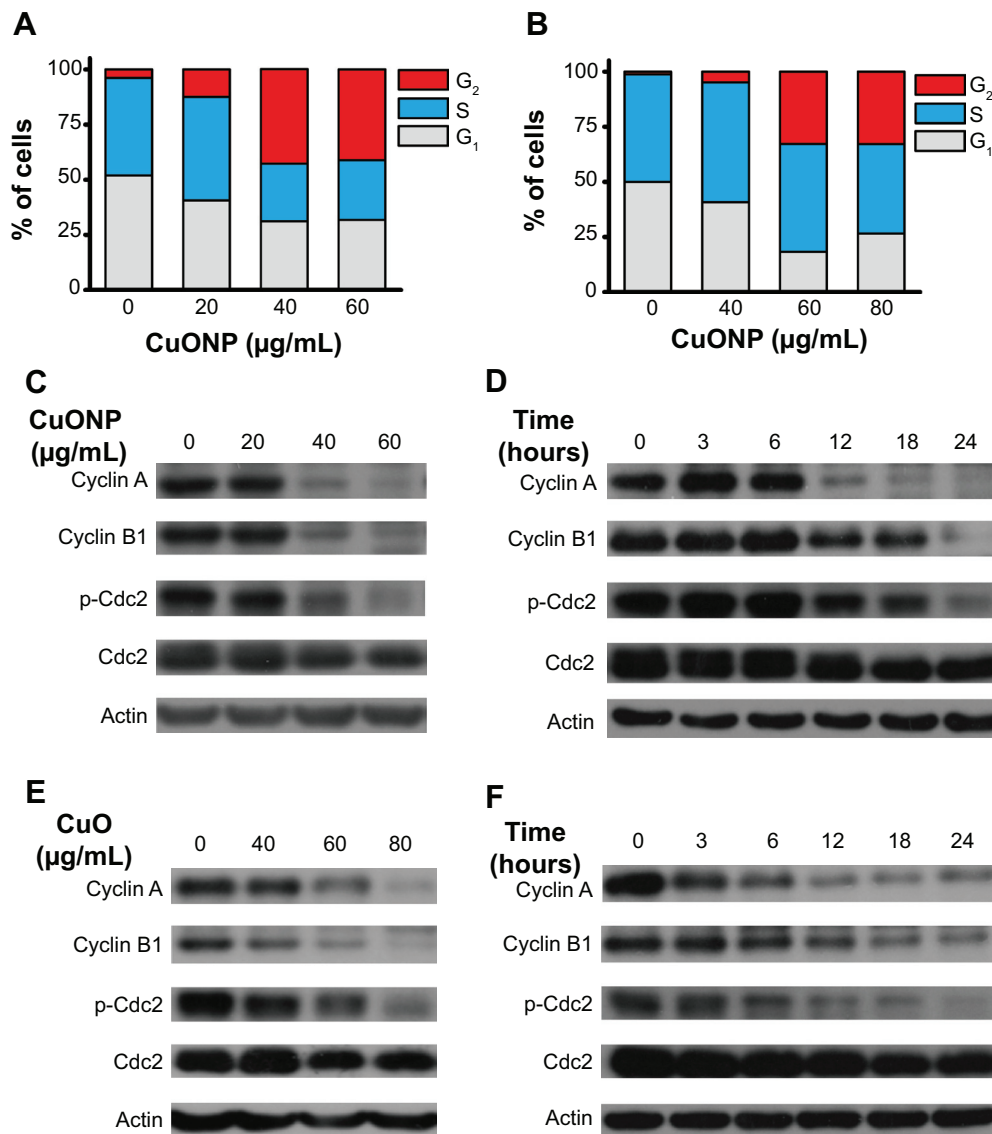 A
100
75
50
25
0
% of cells
0 20 40 60
CuONP (µg/mL)
G2
S
G1
B
100
75
50
25
0
% of cells
0 40 60 80
CuONP (µg/mL)
G2
S
G1
C
CuONP
(µg/mL)
0 20 40 60
Cyclin A
Cyclin B1
p-Cdc2
Cdc2
Actin
D
Time
(hours)
0 3 6 12 18 24
Cyclin A
Cyclin B1
p-Cdc2
Cdc2
Actin
E
CuO
(µg/mL)
0 40 60 80
Cyclin A
Cyclin B1
p-Cdc2
Cdc2
Actin
F
Time
(hours)
0 3 6 12 18 24
Cyclin A
Cyclin B1
p-Cdc2
Cdc2
Actin